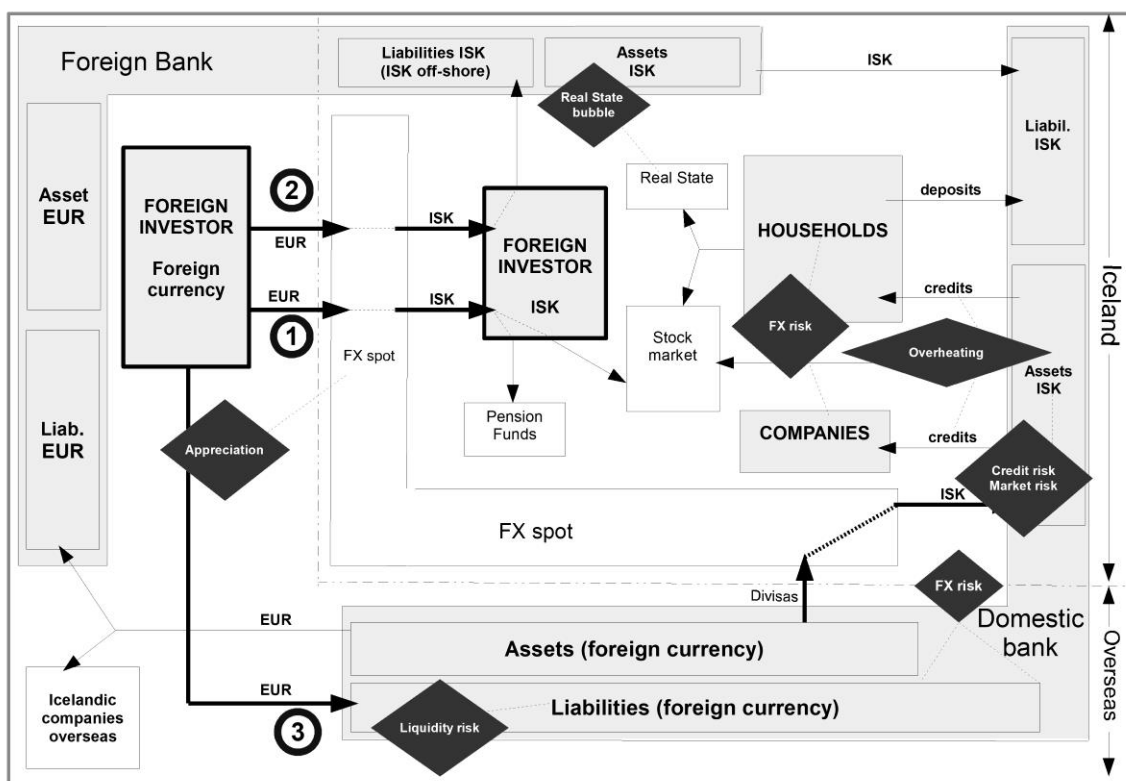 Foreign Bank
Liabilities ISK
(ISK off-shore)
Assets
ISK
ISK
Real State
bubble
Liabil.
ISK
Asset
EUR
FOREIGN
INVESTOR
Foreign
currency
2
EUR
ISK
FOREIGN
INVESTOR
ISK
Real State
HOUSEHOLDS
deposits
Iceland
EUR
1
ISK
FX spot
Stock
market
FX risk
credits
Overheating
Assets
ISK
Liab.
EUR
Appreciation
Pension
Funds
COMPANIES
credits
Credit risk
Market risk
ISK
FX spot
Divisas
FX risk
Domestic
bank
Overseas
EUR
Assets (foreign currency)
Icelandic
companies
overseas
EUR
3
Liquidity risk
Liabilities (foreign currency)